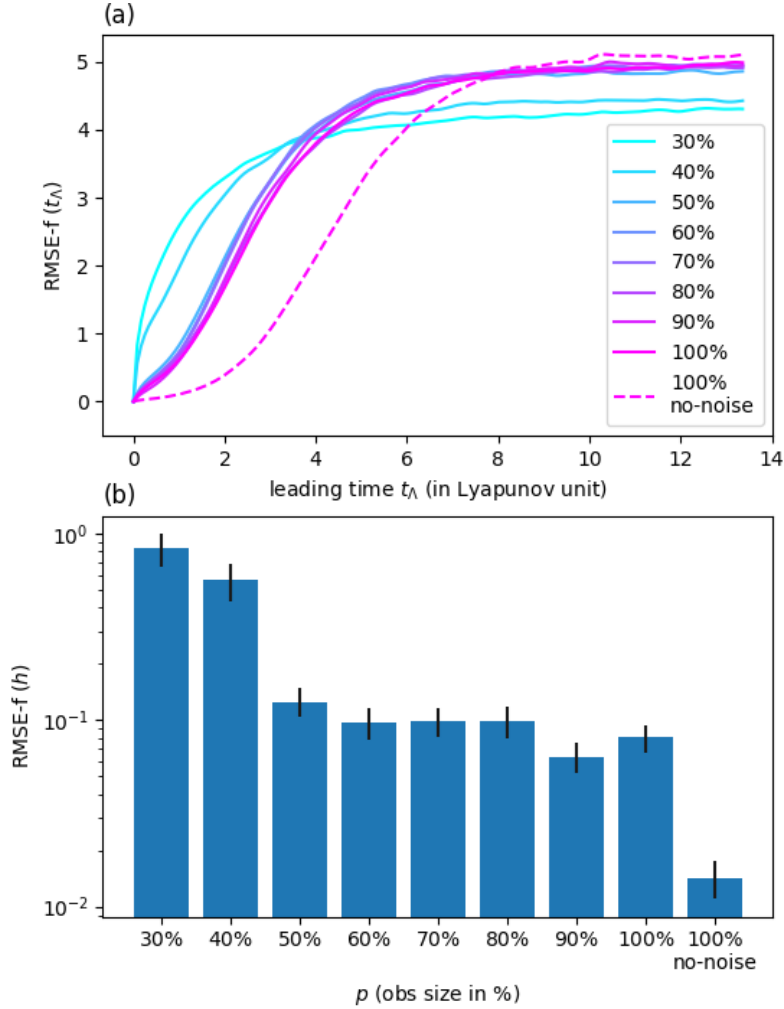 (a)
RMSE-f (t_Λ)
5
4
3
2
1
0
30%
40%
50%
60%
70%
80%
90%
100%
100%
no-noise
0 2 4 6 8 10 12 14
leading time t_Λ (in Lyapunov unit)
(b)
RMSE-f (h)
10⁰
10⁻¹
10⁻²
30% 40% 50% 60% 70% 80% 90% 100% 100%
no-noise
p (obs size in %)